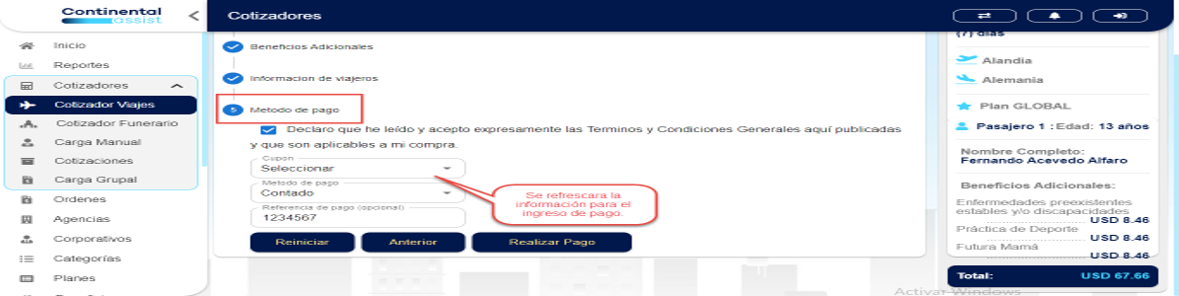 Continental
assist
Cotizadores
Inicio
Reportes
Cotizadores
Cotizador Viajes
Cotizador Funerario
Carga Manual
Cotizaciones
Carga Grupal
Ordenes
Agencias
Corporativos
Categorías
Planes
Beneficios Adicionales
Informacion de viajeros
5 Metodo de pago
Declaro que he leído y acepto expresamente las Terminos y Condiciones Generales aquí publicadas
y que son aplicables a mi compra.
Cupon
Seleccionar
Metodo de pago
Contado
Referencia de pago (opcional)
1234567
Se refrescara la
información para el
ingreso de pago.
Reiniciar Anterior Realizar Pago
(7) días
Alandia
Alemania
Plan GLOBAL
Pasajero 1 : Edad: 13 años
Nombre Completo:
Fernando Acevedo Alfaro
Beneficios Adicionales:
Enfermedades preexistentes
estables y/o discapacidades
USD 8.46
Práctica de Deporte
USD 8.46
Futura Mamá
USD 8.46
Total: USD 67.66
Activar Windows